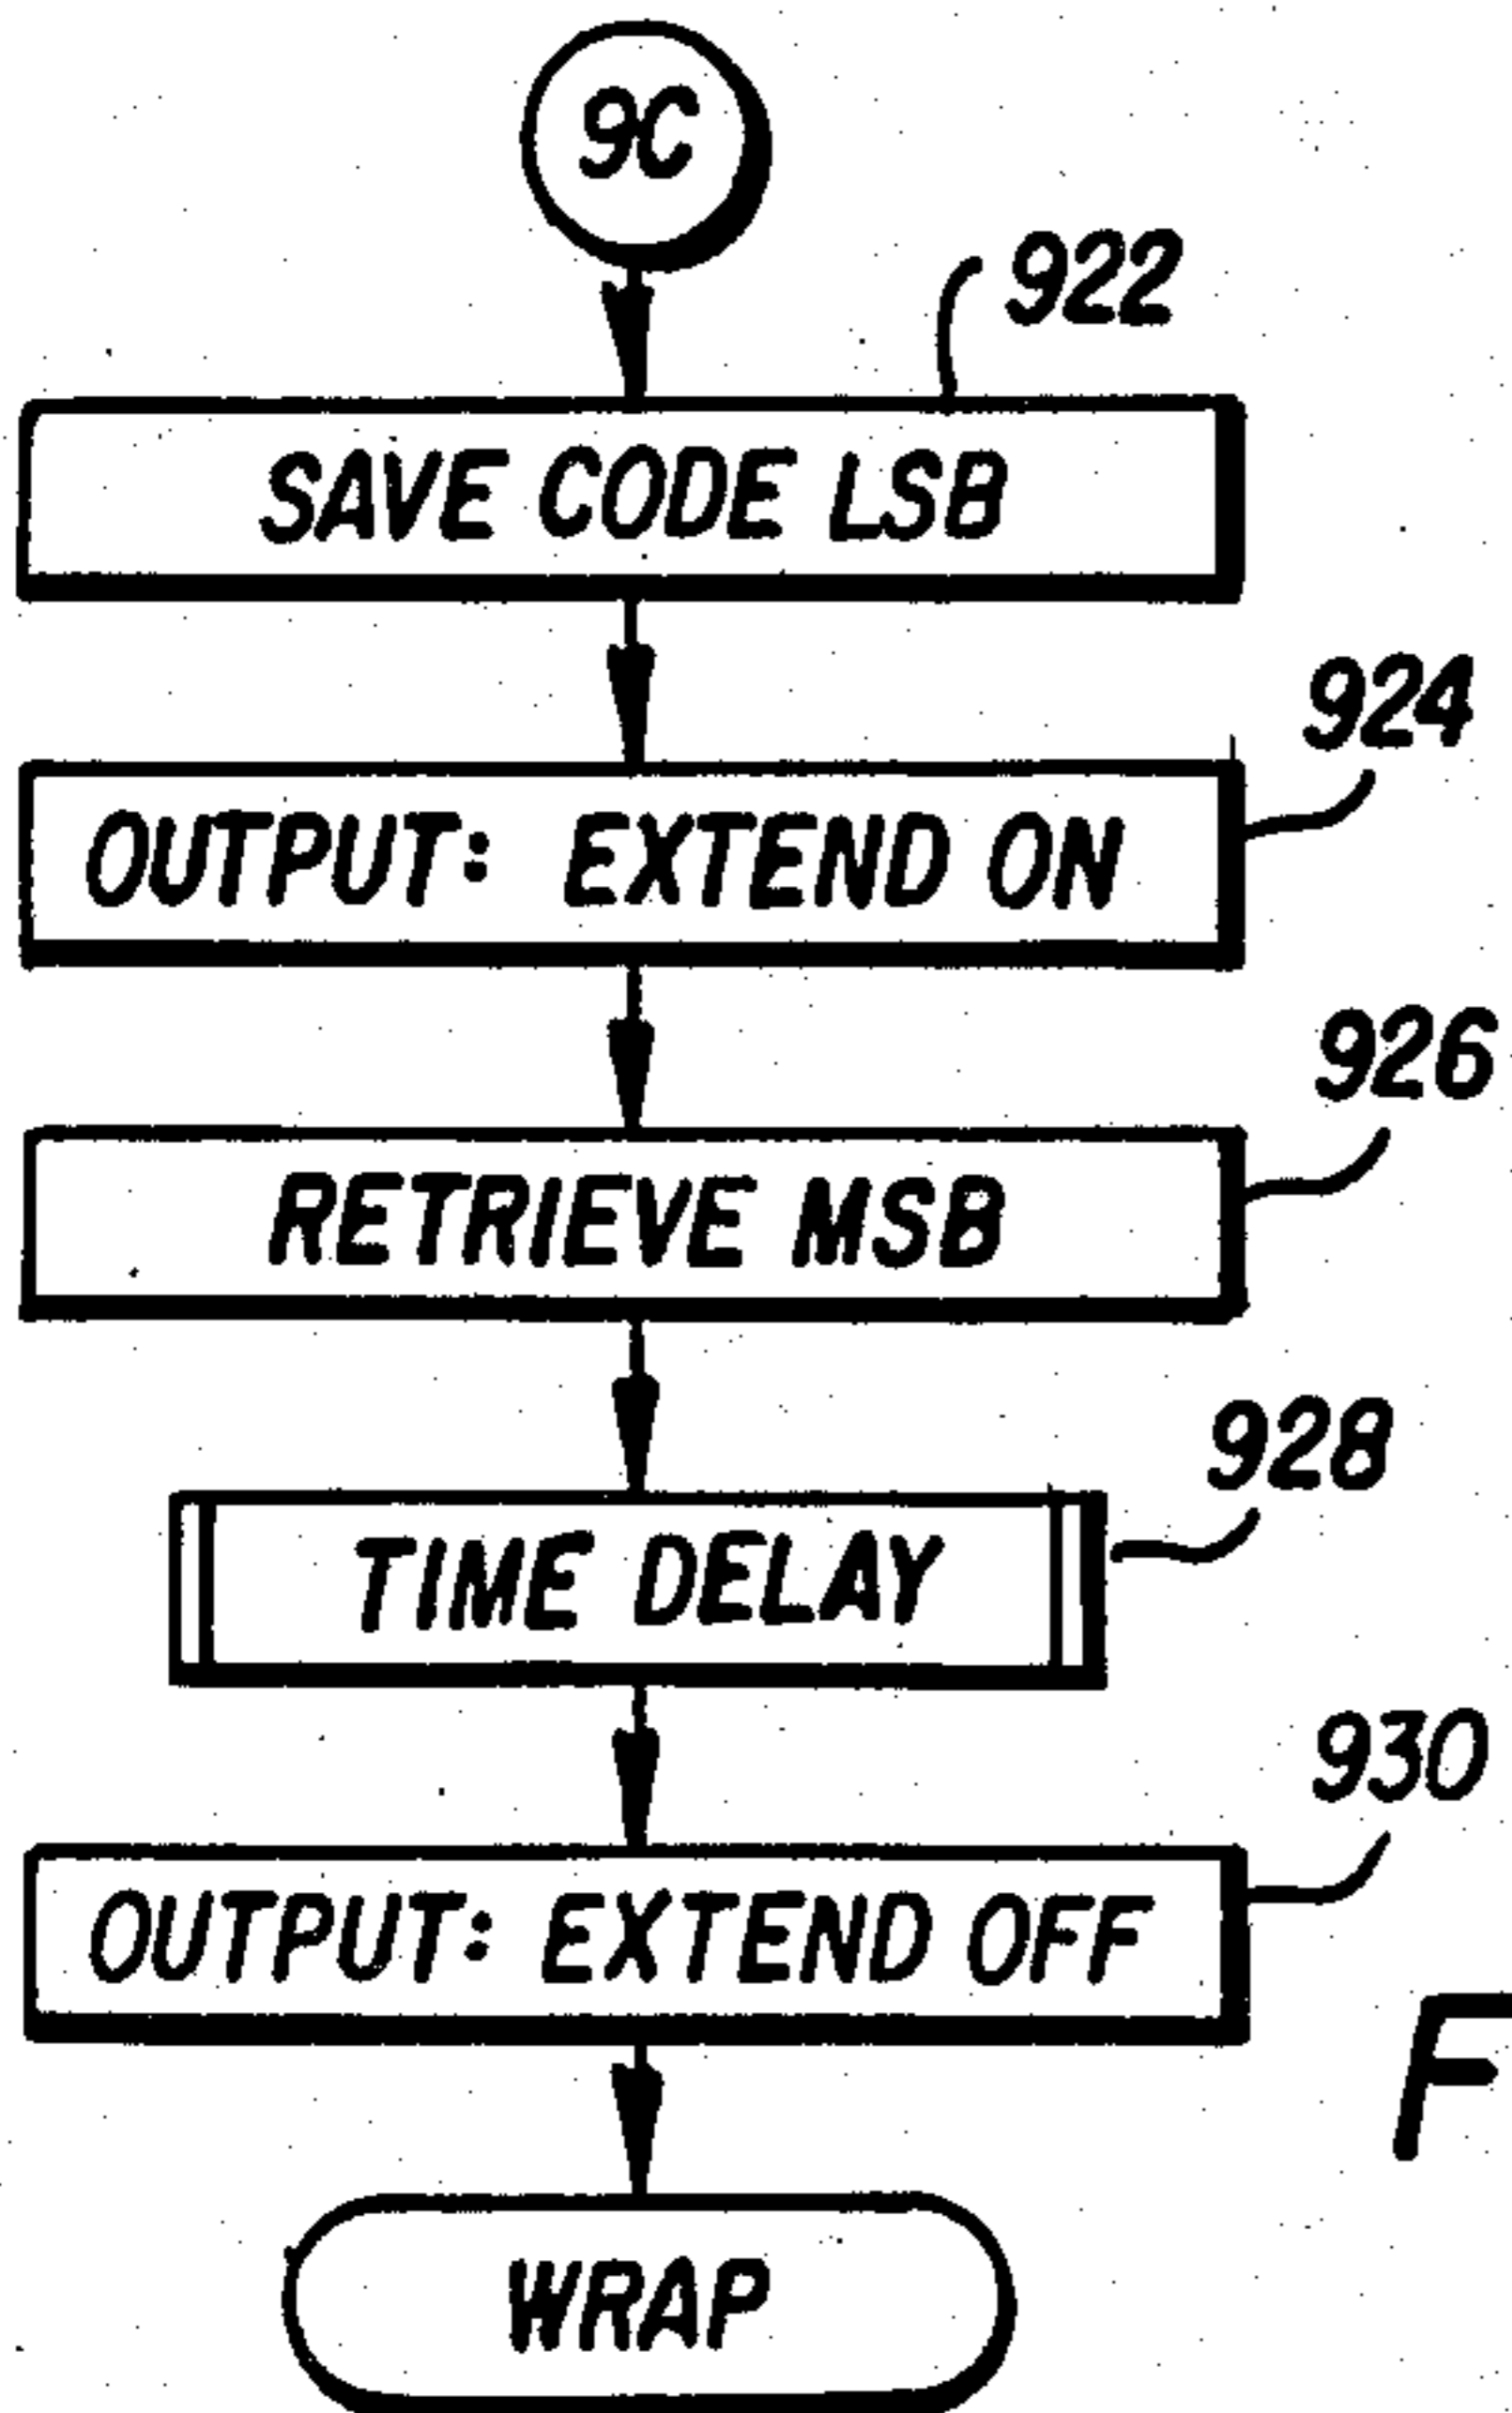 9C
922
SAVE CODE LSB
924
OUTPUT: EXTEND ON
926
RETRIEVE MSB
928
TIME DELAY
930
OUTPUT: EXTEND OFF
F
WRAP